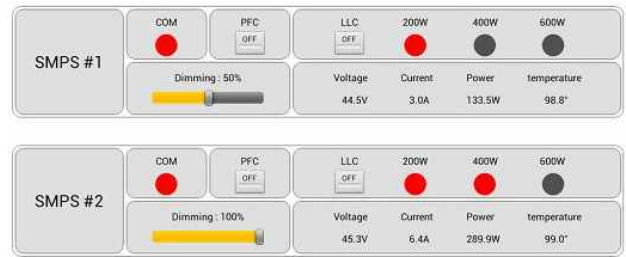 COM PFC LLC 200W 400W 600W
OFF OFF
SMPS #1
Dimming : 50% Voltage Current Power temperature
44.5V 3.0A 133.5W 98.8°
COM PFC LLC 200W 400W 600W
OFF OFF
SMPS #2
Dimming : 100% Voltage Current Power temperature
45.3V 6.4A 289.9W 99.0°